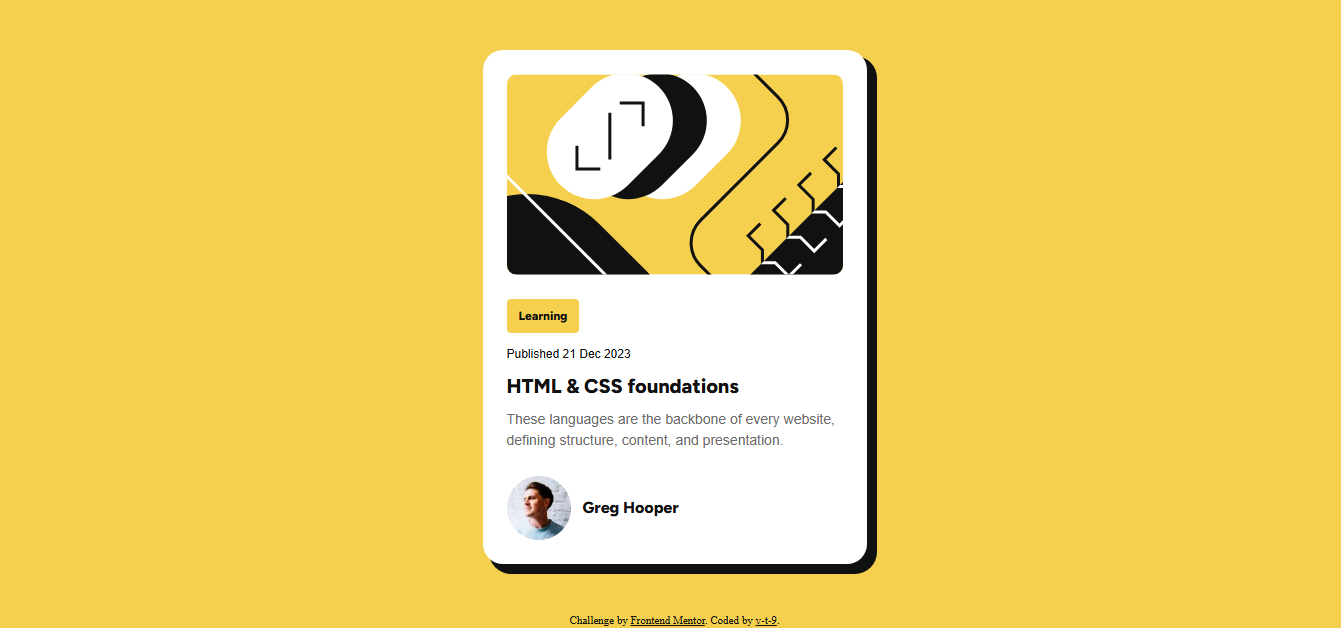 Learning
Published 21 Dec 2023
HTML & CSS foundations
These languages are the backbone of every website,
defining structure, content, and presentation.
Greg Hooper
Challenge by Frontend Mentor. Coded by v-t-9.